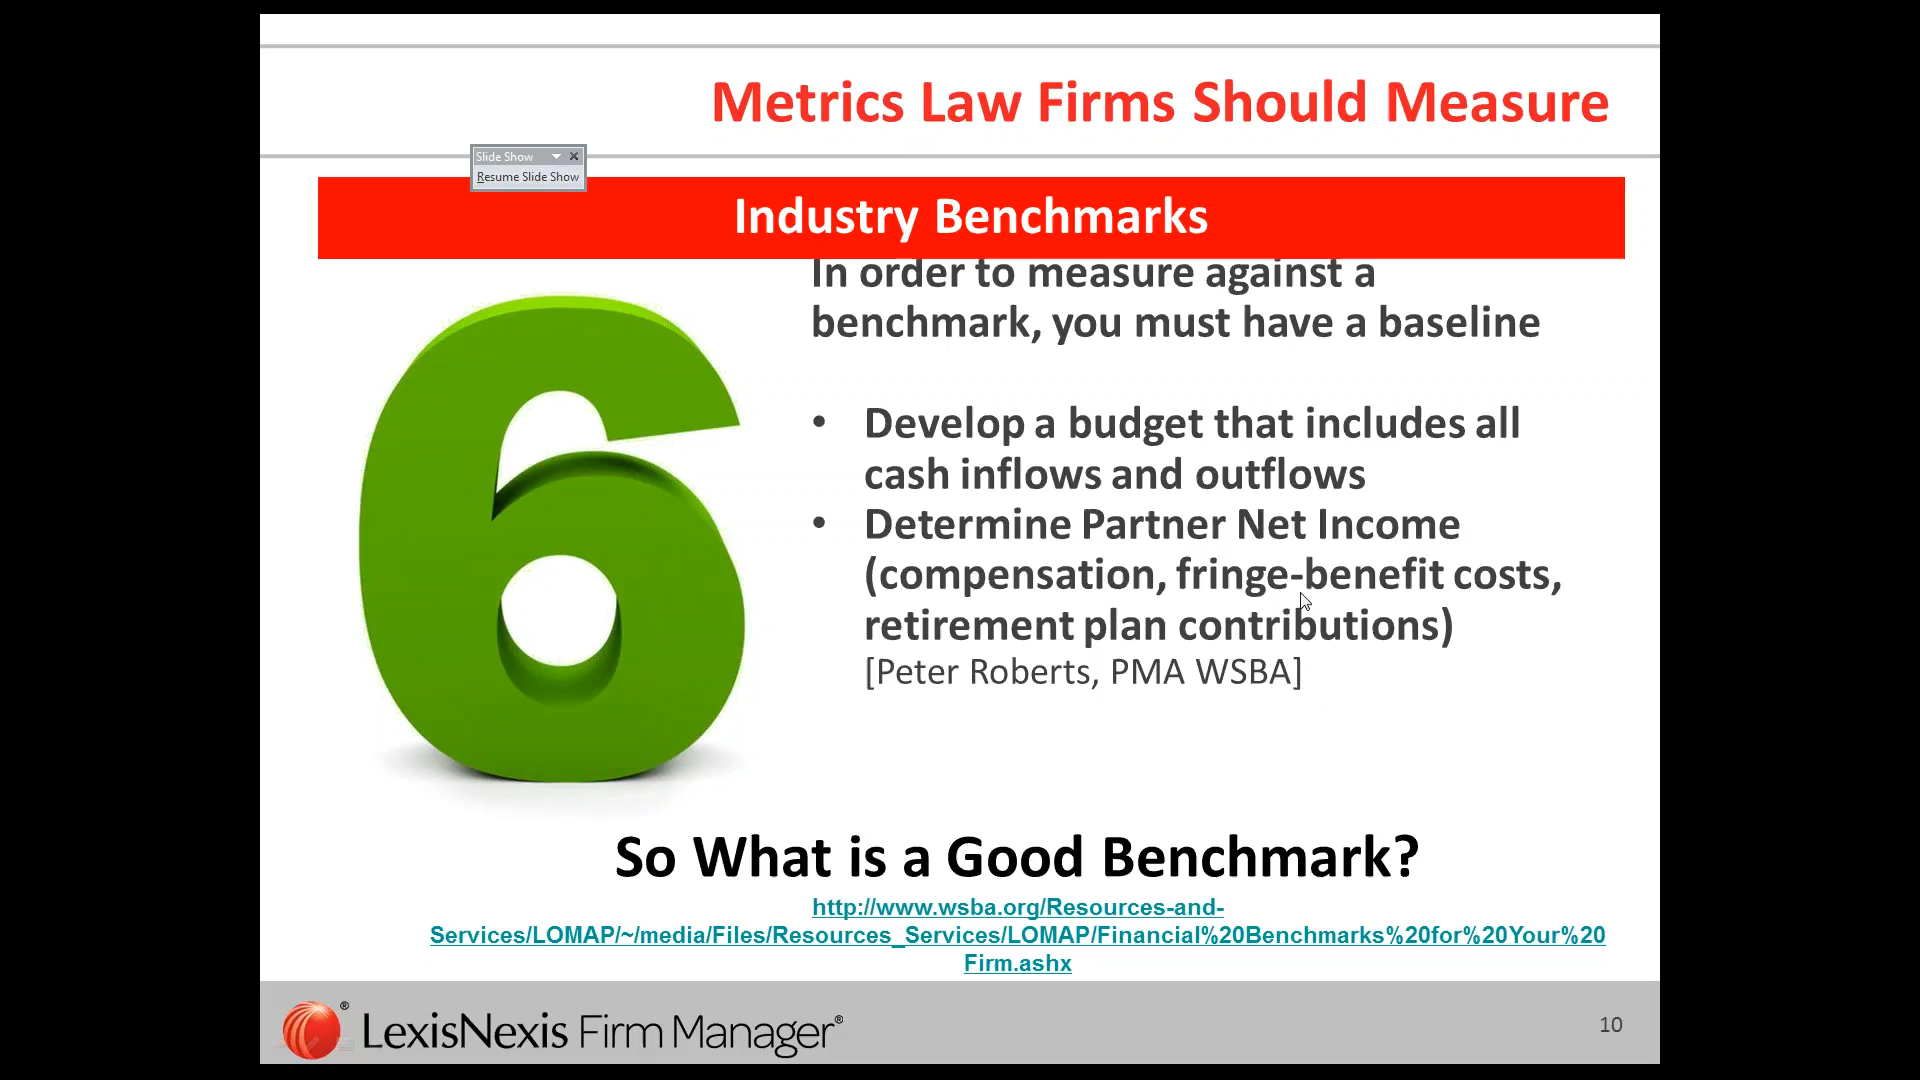 Metrics Law Firms Should Measure
Slide Show
Resume Slide Show
Industry Benchmarks
In order to measure against a
benchmark, you must have a baseline
6
• Develop a budget that includes all
cash inflows and outflows
• Determine Partner Net Income
(compensation, fringe-benefit costs,
retirement plan contributions)
[Peter Roberts, PMA WSBA]
So What is a Good Benchmark?
http://www.wsba.org/Resources-and-
Services/LOMAP/~/media/Files/Resources_Services/LOMAP/Financial%20Benchmarks%20for%20Your%20
Firm.ashx
® LexisNexis Firm Manager®
10